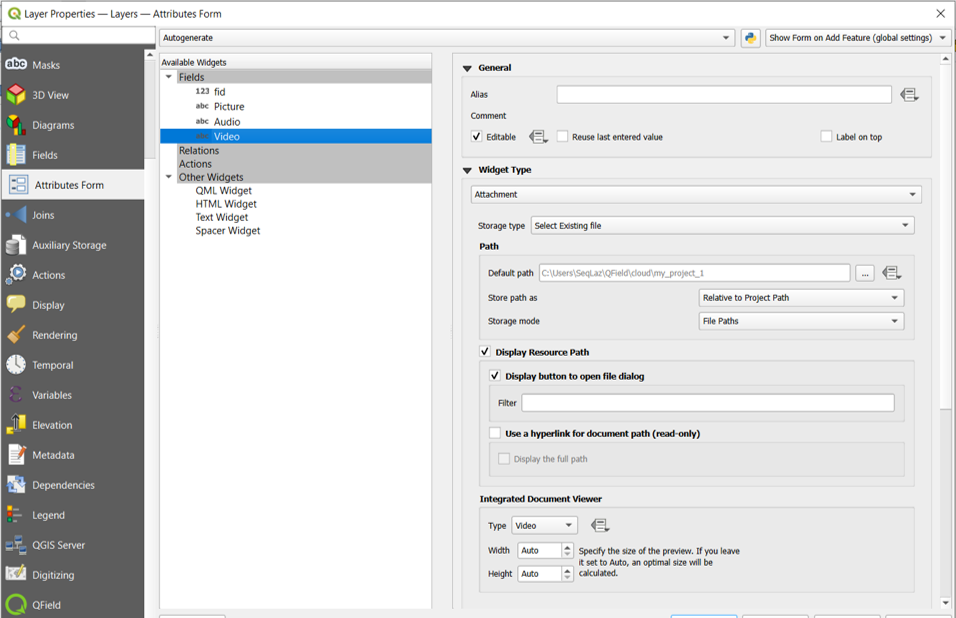 Layer Properties — Layers — Attributes Form
Autogenerate
Show Form on Add Feature (global settings)
abc Masks
3D View
Diagrams
Fields
Attributes Form
Joins
Auxiliary Storage
Actions
Display
Rendering
Temporal
Variables
Elevation
Metadata
Dependencies
Legend
QGIS Server
Digitizing
QField
Available Widgets
Fields
123 fid
abc Picture
abc Audio
Video
Relations
Actions
Other Widgets
QML Widget
HTML Widget
Text Widget
Spacer Widget
General
Alias
Comment
Editable
Reuse last entered value
Label on top
Widget Type
Attachment
Storage type Select Existing file
Path
Default path C:\Users\SeqLaz\QField\cloud\my_project_1 ...
Store path as Relative to Project Path
Storage mode File Paths
Display Resource Path
Display button to open file dialog
Filter
Use a hyperlink for document path (read-only)
Display the full path
Integrated Document Viewer
Type Video
Width Auto
Height Auto
Specify the size of the preview. If you leave
it set to Auto, an optimal size will be
calculated.